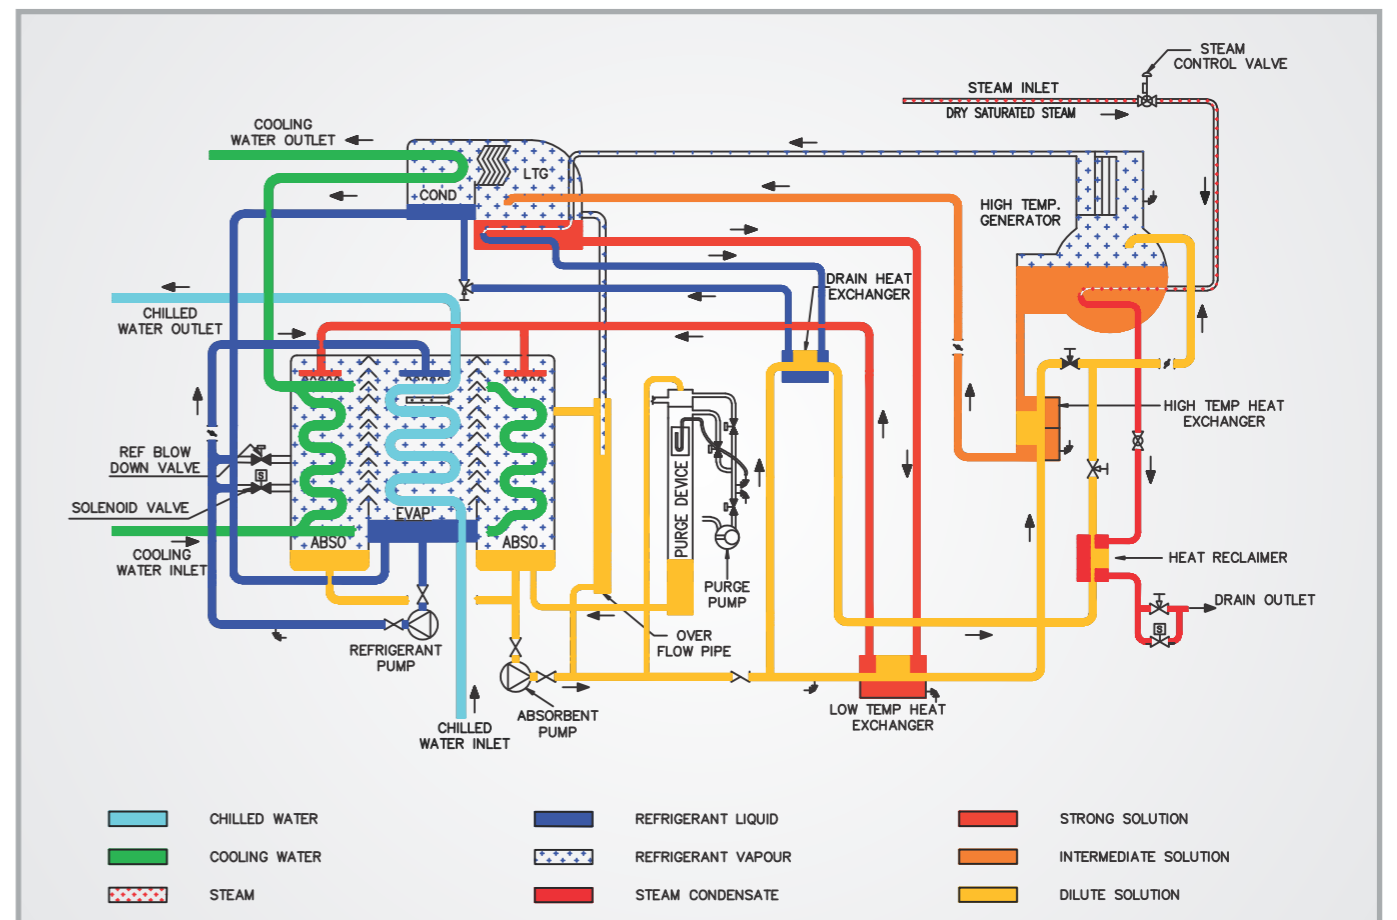 STEAM
CONTROL VALVE
STEAM INLET
DRY SATURATED STEAM
COOLING
WATER OUTLET
LTG
COND
HIGH TEMP.
GENERATOR
DRAIN HEAT
EXCHANGER
CHILLED
WATER OUTLET
HIGH TEMP HEAT
EXCHANGER
REF BLOW
DOWN VALVE
S
SOLENOID VALVE
PURGE DEVICE
EVAP
ABSO
ABSO
COOLING
WATER INLET
HEAT RECLAIMER
PURGE
PUMP
DRAIN OUTLET
S
OVER
FLOW PIPE
REFRIGERANT
PUMP
ABSORBENT
PUMP
LOW TEMP HEAT
EXCHANGER
CHILLED
WATER INLET
CHILLED WATER
REFRIGERANT LIQUID
STRONG SOLUTION
COOLING WATER
REFRIGERANT VAPOUR
INTERMEDIATE SOLUTION
STEAM
STEAM CONDENSATE
DILUTE SOLUTION